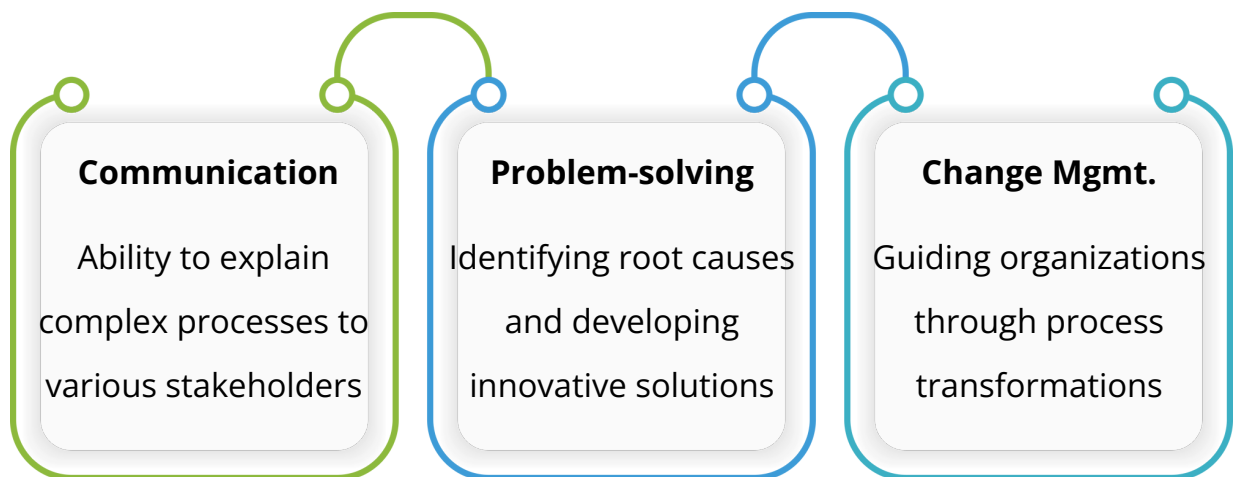 Communication
Ability to explain
complex processes to
various stakeholders
Problem-solving
Identifying root causes
and developing
innovative solutions
Change Mgmt.
Guiding organizations
through process
transformations